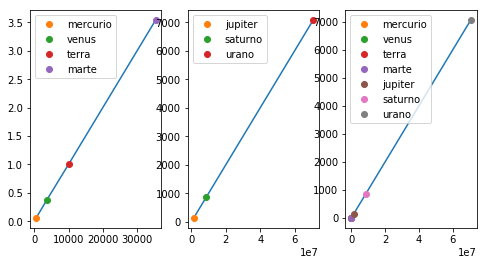 mercurio
venus
terra
marte
3.5
3.0
2.5
2.0
1.5
1.0
0.5
0.0
0 10000 20000 30000
jupiter
saturno
urano
7000
6000
5000
4000
3000
2000
1000
0
0 2 4 6
1e7
mercurio
venus
terra
marte
jupiter
saturno
urano
7000
6000
5000
4000
3000
2000
1000
0
0 2 4 6
1e7